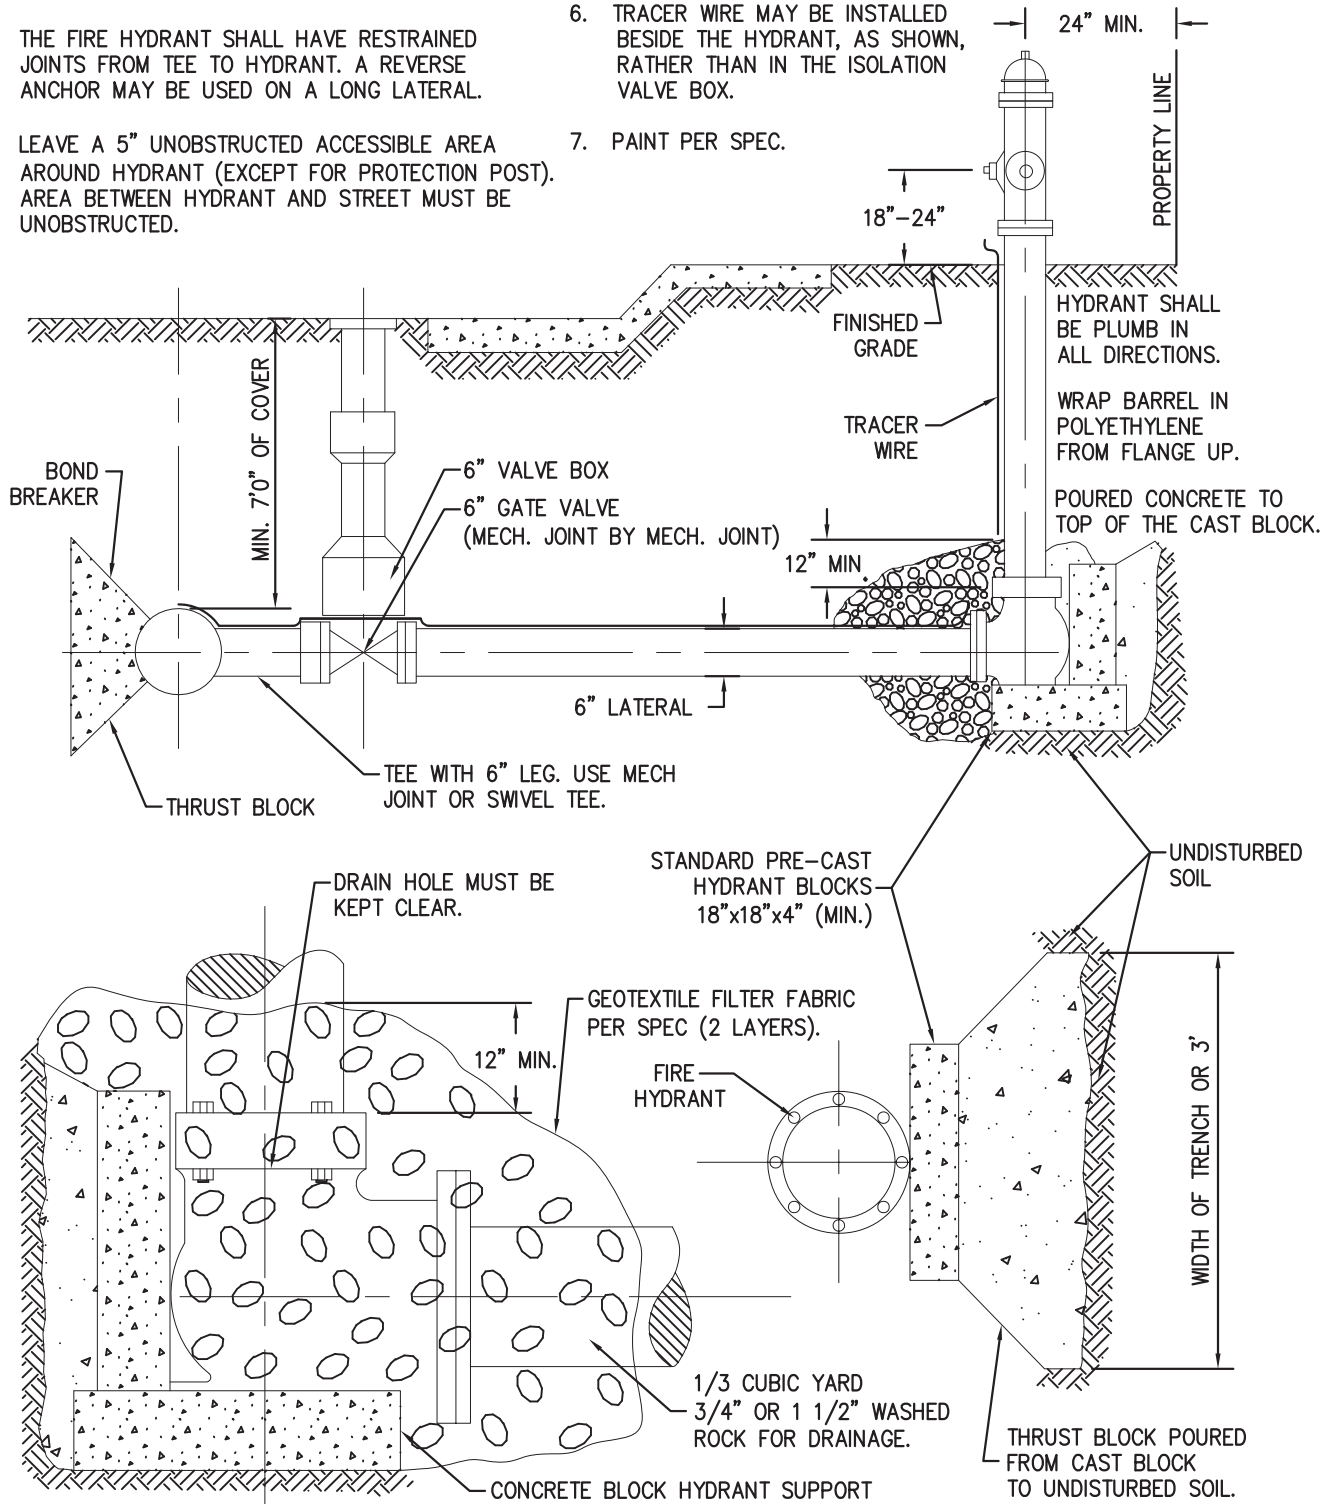 THE FIRE HYDRANT SHALL HAVE RESTRAINED
JOINTS FROM TEE TO HYDRANT. A REVERSE
ANCHOR MAY BE USED ON A LONG LATERAL.
LEAVE A 5" UNOBSTRUCTED ACCESSIBLE AREA
AROUND HYDRANT (EXCEPT FOR PROTECTION POST).
AREA BETWEEN HYDRANT AND STREET MUST BE
UNOBSTRUCTED.
6. TRACER WIRE MAY BE INSTALLED
BESIDE THE HYDRANT, AS SHOWN,
RATHER THAN IN THE ISOLATION
VALVE BOX.
7. PAINT PER SPEC.
24" MIN.
PROPERTY LINE
18"-24"
FINISHED
GRADE
HYDRANT SHALL
BE PLUMB IN
ALL DIRECTIONS.
TRACER
WIRE
WRAP BARREL IN
POLYETHYLENE
FROM FLANGE UP.
POURED CONCRETE TO
TOP OF THE CAST BLOCK.
MIN. 7'0" OF COVER
BOND
BREAKER
6" VALVE BOX
6" GATE VALVE
(MECH. JOINT BY MECH. JOINT)
12" MIN.
6" LATERAL
TEE WITH 6" LEG. USE MECH
JOINT OR SWIVEL TEE.
THRUST BLOCK
STANDARD PRE-CAST
HYDRANT BLOCKS
18"x18"x4" (MIN.)
UNDISTURBED
SOIL
DRAIN HOLE MUST BE
KEPT CLEAR.
GEOTEXTILE FILTER FABRIC
PER SPEC (2 LAYERS).
12" MIN.
FIRE
HYDRANT
WIDTH OF TRENCH OR 3'
1/3 CUBIC YARD
3/4" OR 1 1/2" WASHED
ROCK FOR DRAINAGE.
CONCRETE BLOCK HYDRANT SUPPORT
THRUST BLOCK POURED
FROM CAST BLOCK
TO UNDISTURBED SOIL.